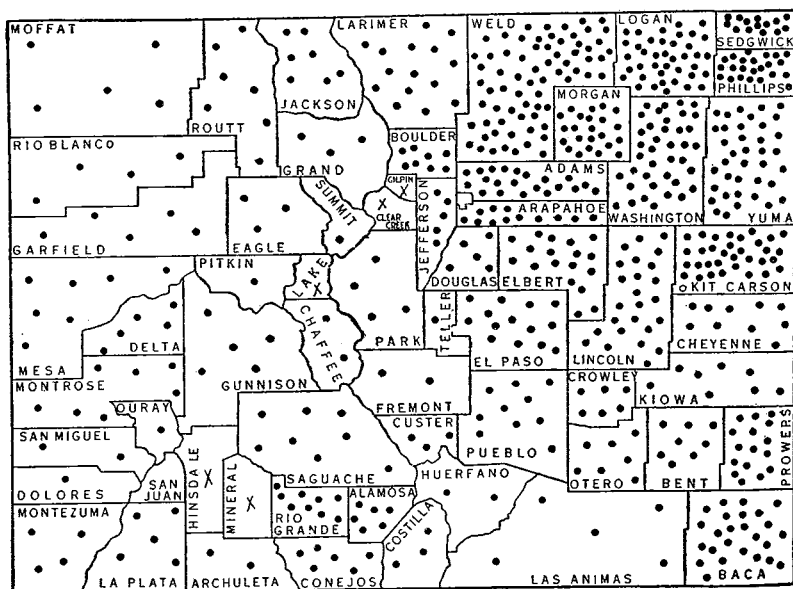 MOFFAT
ROUTT
JACKSON
LARIMER
WELD
LOGAN
SEDGWICK
PHILLIPS
MORGAN
RIO BLANCO
GRAND
BOULDER
GILPIN
X
X
CLEAR
CREEK
SUMMIT
JEFFERSON
ADAMS
ARAPAHOE
WASHINGTON
YUMA
GARFIELD
EAGLE
PITKIN
LAKE
X
CHAFFEE
PARK
DOUGLAS
ELBERT
TELLER
EL PASO
LINCOLN
KIT CARSON
CHEYENNE
MESA
DELTA
GUNNISON
MONTROSE
OURAY
SAN MIGUEL
DOLORES
SAN
JUAN
HINSDALE
X
MINERAL
X
SAGUACHE
FREMONT
CUSTER
PUEBLO
CROWLEY
KIOWA
OTERO
BENT
PROWERS
MONTEZUMA
LA PLATA
ARCHULETA
RIO
GRANDE
ALAMOSA
CONEJOS
COSTILLA
HUERFANO
LAS ANIMAS
BACA